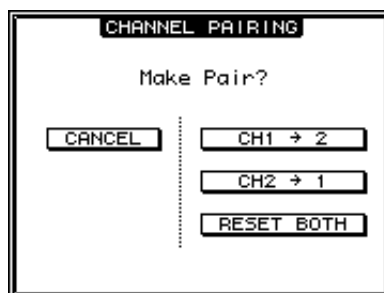 CHANNEL PAIRING
Make Pair?
CANCEL
CH1 → 2
CH2 → 1
RESET BOTH